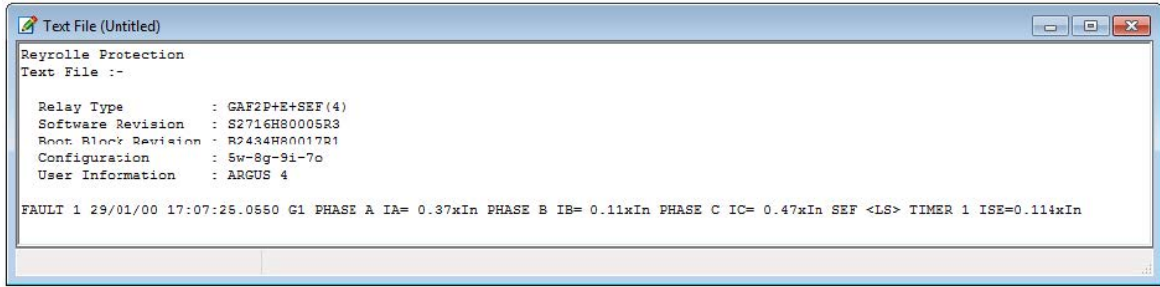 Text File (Untitled)
Reyrolle Protection
Text File :-
Relay Type : GAF2P+E+SEF(4)
Software Revision : S2716H80005R3
Boot Block Revision : B2434H80017R1
Configuration : 5w-8g-9i-7o
User Information : ARGUS 4
FAULT 1 29/01/00 17:07:25.0550 G1 PHASE A IA= 0.37xIn PHASE B IB= 0.11xIn PHASE C IC= 0.47xIn SEF <LS> TIMER 1 ISE=0.114xIn